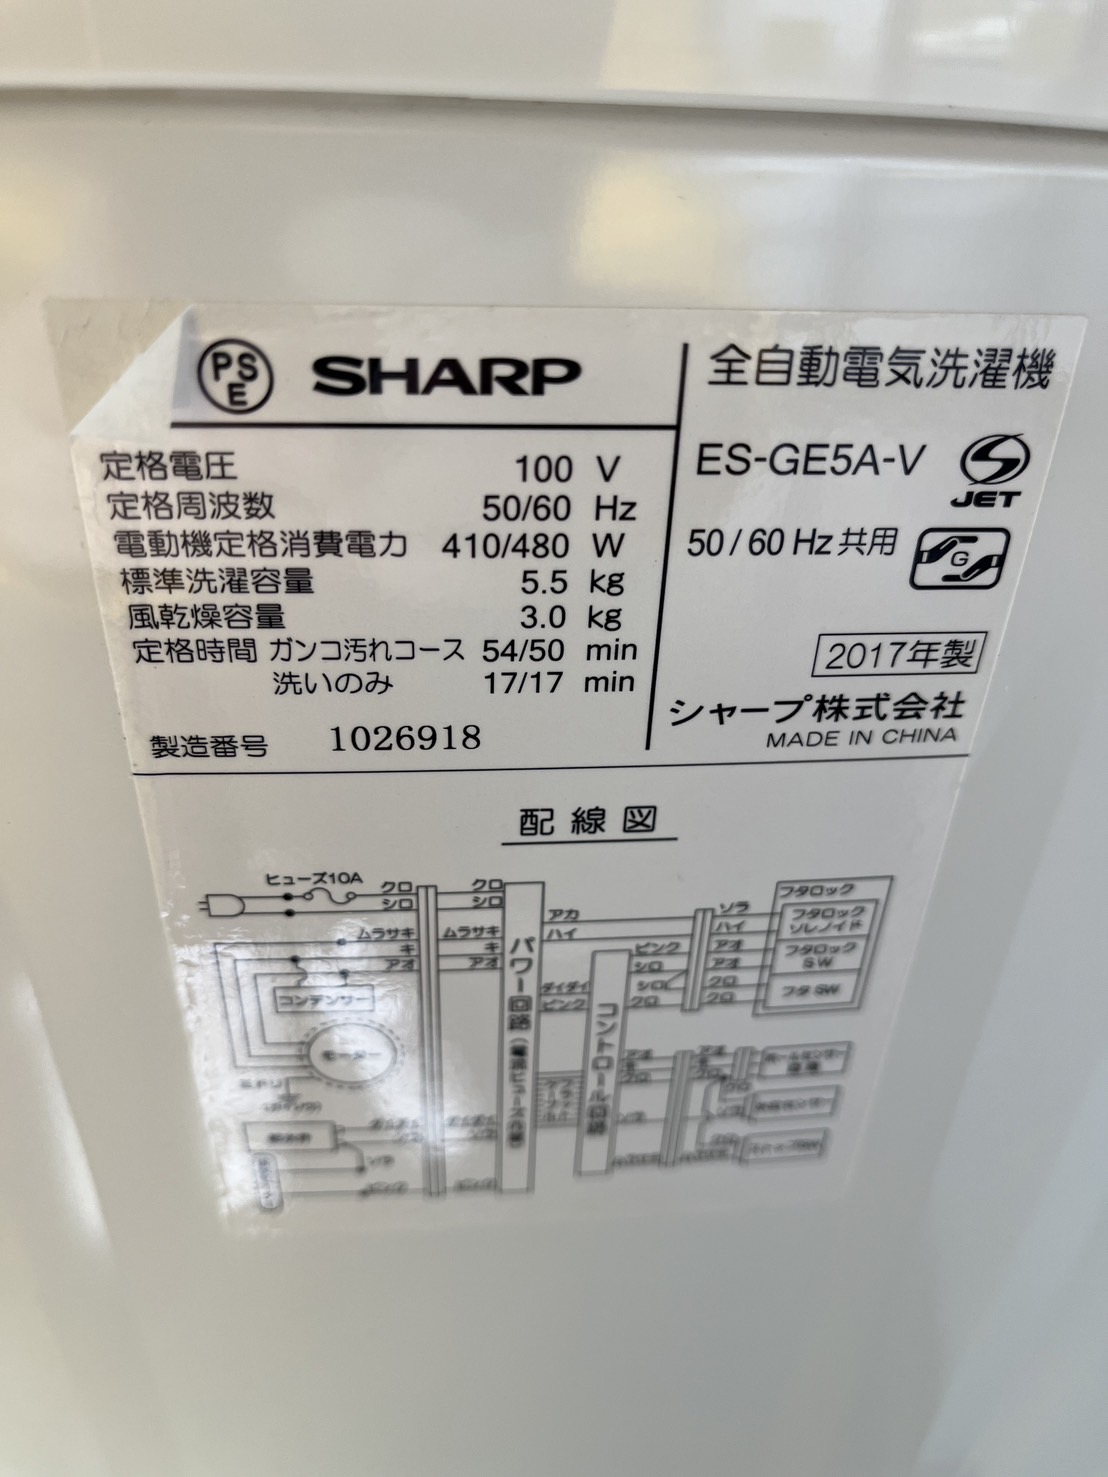 PSE SHARP
定格電圧 100 V
定格周波数 50/60 Hz
電動機定格消費電力 410/480 W
標準洗濯容量 5.5 kg
風乾燥容量 3.0 kg
定格時間 ガンコ汚れコース 54/50 min
洗いのみ 17/17 min
製造番号 1026918
全自動電気洗濯機
ES-GE5A-V
JET
50/60 Hz共用
G
2017年製
シャープ株式会社
MADE IN CHINA
配線図
ヒューズ10A
クロ
シロ
ムラサキ
キ
アオ
コンデンサー
モーター
クロ
シロ
ムラサキ
キ
アオ
パワー回路
アカ
ハイ
ダイダイ
ピンク
コントロール回路
ピンク
シロ
シロ
クロ
ソラ
ハイ
アオ
アオ
クロ
クロ
フタロック
フタロック
ソレノイド
フタロック
SW
フタ SW